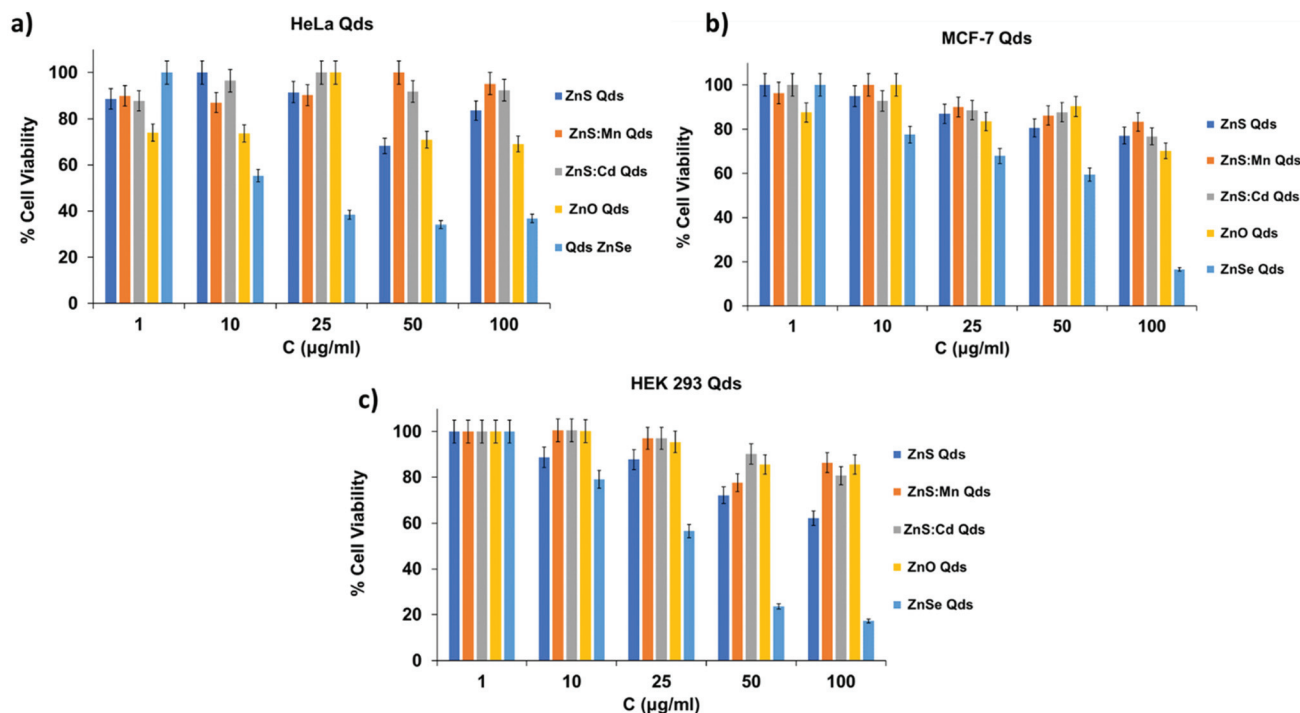 a)
HeLa Qds
% Cell Viability
100
80
60
40
20
0
1 10 25 50 100
C (µg/ml)
ZnS Qds
ZnS:Mn Qds
ZnS:Cd Qds
ZnO Qds
Qds ZnSe
b)
MCF-7 Qds
% Cell Viability
100
80
60
40
20
0
1 10 25 50 100
C (µg/ml)
ZnS Qds
ZnS:Mn Qds
ZnS:Cd Qds
ZnO Qds
ZnSe Qds
c)
HEK 293 Qds
% Cell Viability
100
80
60
40
20
0
1 10 25 50 100
C (µg/ml)
ZnS Qds
ZnS:Mn Qds
ZnS:Cd Qds
ZnO Qds
ZnSe Qds